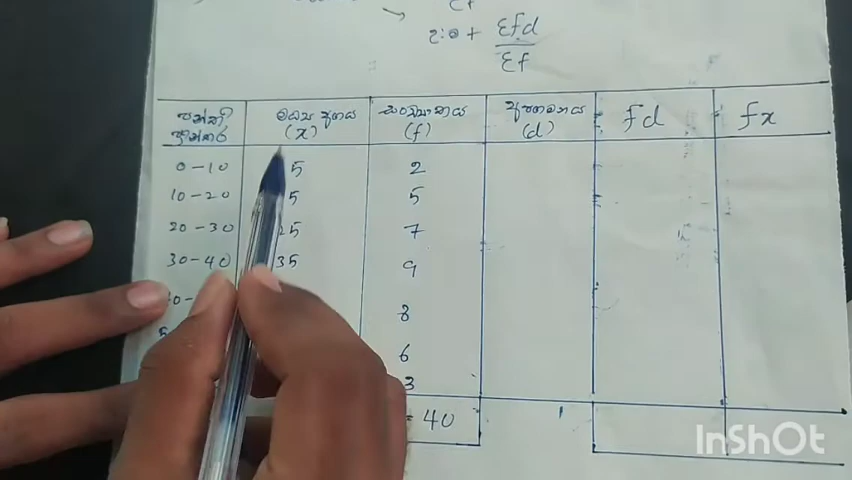 උ:මා + Σfd
Σf
පන්ති ප්‍රාන්තර
මධ්‍ය අගය (x)
සංඛ්‍යාතය (f)
අපගමනය (d)
fd
fx
0-10 5 2
10-20 5 5
20-30 25 7
30-40 35 9
8
6
3
= 40
InShOt